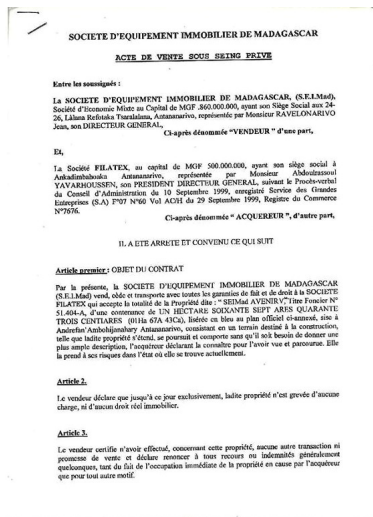 SOCIETE D'EQUIPEMENT IMMOBILIER DE MADAGASCAR
ACTE DE VENTE SOUS SEING PRIVE
Entre les soussignés :
La SOCIETE D'EQUIPEMENT IMMOBILIER DE MADAGASCAR, (S.E.I.Mad),
Société d'Economie Mixte au Capital de MGF .860.000.000, ayant son Siège Social aux 24-
26, Làlana Refotaka Tsaralalana, Antananarivo, représentée par Monsieur RAVELONARIVO
Jean, son DIRECTEUR GENERAL,
Ci-après dénommée "VENDEUR" d'une part,
Et,
La Société FILATEX, au capital de MGF 500.000.000, ayant son siège social à
Ankadimbahoaka Antananarivo, représentée par Monsieur Abdoulrassoul
YAVARHOUSSEN, son PRESIDENT DIRECTEUR GENERAL, suivant le Procès-verbal
du Conseil d'Administration du 10 Septembre 1999, enregistré Service des Grandes
Entreprises (S.A) F°07 N°60 Vol ACH du 29 Septembre 1999, Registre du Commerce
N°7676.
Ci-après dénommée " ACQUEREUR ", d'autre part,
IL A ETE ARRETE ET CONVENU CE QUI SUIT
Article premier : OBJET DU CONTRAT
Par la présente, la SOCIETE D'EQUIPEMENT IMMOBILIER DE MADAGASCAR
(S.E.I.Mad) vend, cède et transporte avec toutes les garanties de fait et de droit à la SOCIETE
FILATEX qui accepte la totalité de la Propriété dite : " SEIMad AVENIR V", Titre Foncier N°
51.404-A, d'une contenance de UN HECTARE SOIXANTE SEPT ARES QUARANTE
TROIS CENTIARES (01Ha 67A 43Ca), lisérée en bleu au plan officiel ci-annexé, sise à
Andrefan'Ambohijanahary Antananarivo, consistant en un terrain destiné à la construction,
telle que ladite propriété s'étend, se poursuit et comporte sans qu'il soit besoin de donner une
plus ample description, l'acquéreur déclarant la connaître pour l'avoir vue et parcourue. Elle
la prend à ses risques dans l'état où elle se trouve actuellement.
Article 2.
Le vendeur déclare que jusqu'à ce jour exclusivement, ladite propriété n'est grevée d'aucune
charge, ni d'aucun droit réel immobilier.
Article 3.
Le vendeur certifie n'avoir effectué, concernant cette propriété, aucune autre transaction ni
promesse de vente et déclare renoncer à tous recours ou indemnités généralement
quelconques, tant du fait de l'occupation immédiate de la propriété en cause par l'acquéreur
que pour tout autre motif.